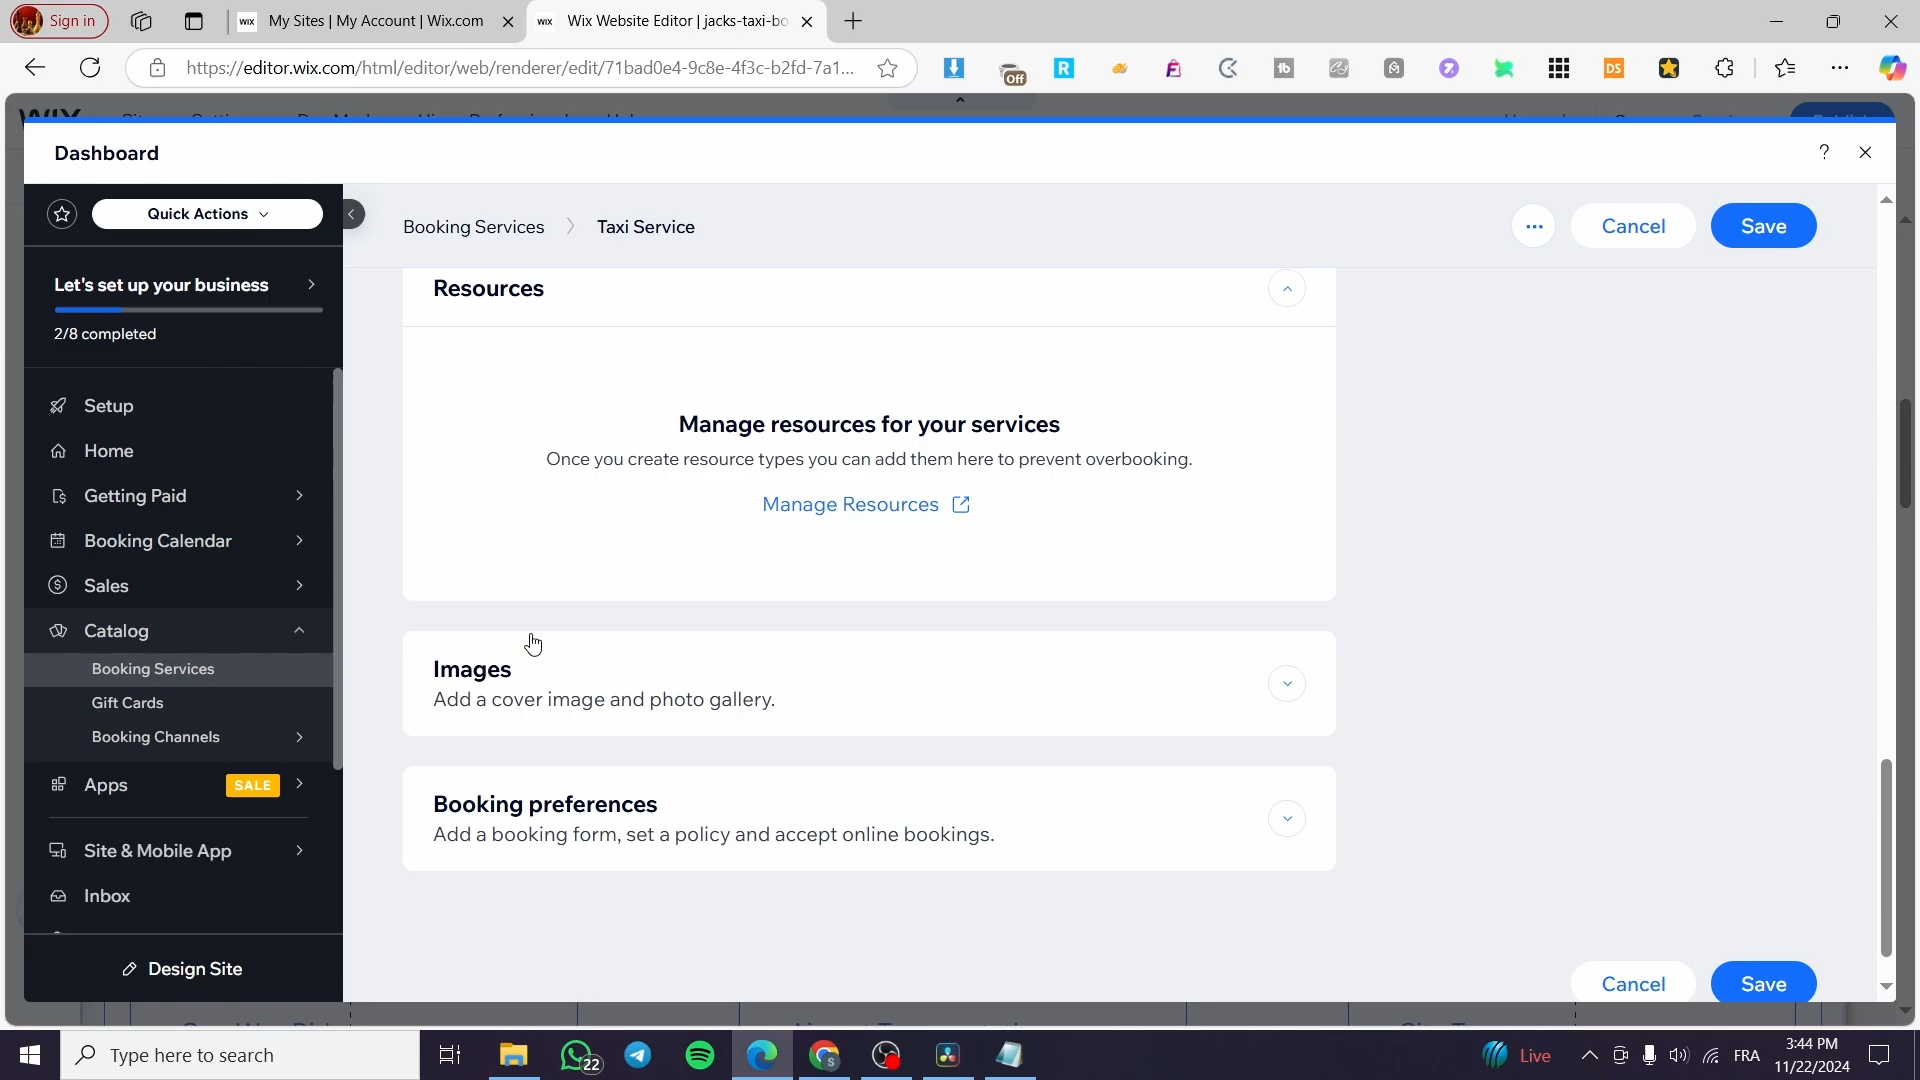 Sign in
wix
My Sites | My Account | Wix.com
wix
Wix Website Editor | jacks-taxi-bo
https://editor.wix.com/html/editor/web/renderer/edit/71bad0e4-9c8e-4f3c-b2fd-7a1...
Off
R
1b
DS
Dashboard
?
Quick Actions
Booking Services
Taxi Service
Cancel
Save
Let's set up your business
2/8 completed
Resources
Manage resources for your services
Once you create resource types you can add them here to prevent overbooking.
Manage Resources
Setup
Home
Getting Paid
Booking Calendar
Sales
Catalog
Booking Services
Gift Cards
Booking Channels
Apps
SALE
Site & Mobile App
Inbox
Design Site
Images
Add a cover image and photo gallery.
Booking preferences
Add a booking form, set a policy and accept online bookings.
Cancel
Save
Type here to search
22
Live
FRA
3:44 PM
11/22/2024